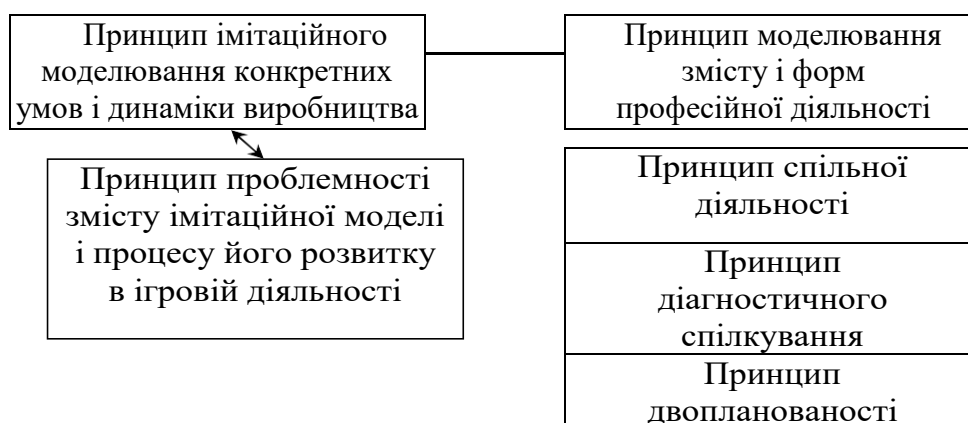 Принцип імітаційного
моделювання конкретних
умов і динаміки виробництва
Принцип моделювання
змісту і форм
професійної діяльності
Принцип проблемності
змісту імітаційної моделі
і процесу його розвитку
в ігровій діяльності
Принцип спільної
діяльності
Принцип
діагностичного
спілкування
Принцип
двоплановaності